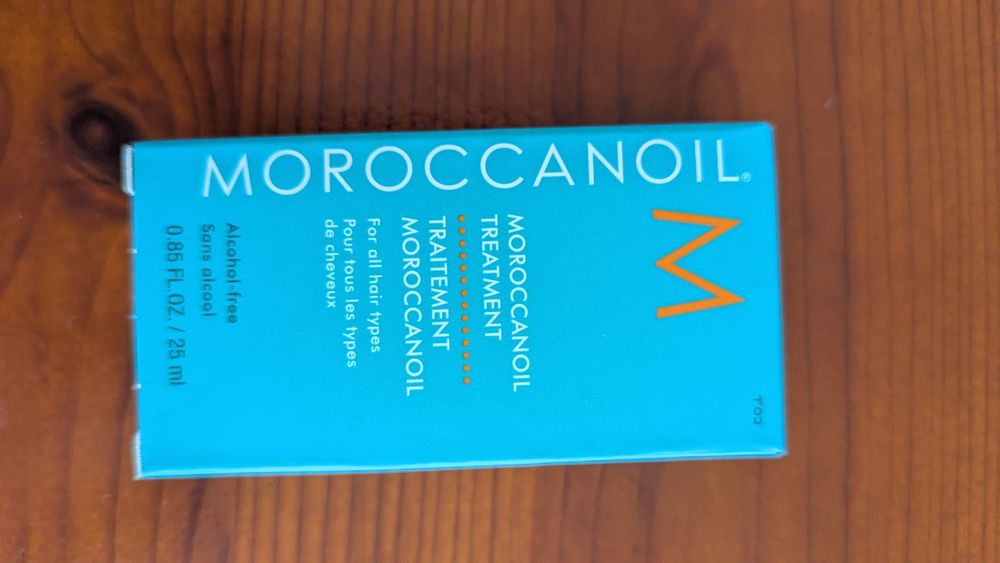 MOROCCANOIL®
M
MOROCCANOIL
TREATMENT
TRAITEMENT
MOROCCANOIL
For all hair types
Pour tous les types
de cheveux
Alcohol-free
Sans alcool
0.85 FL.OZ. / 25 ml